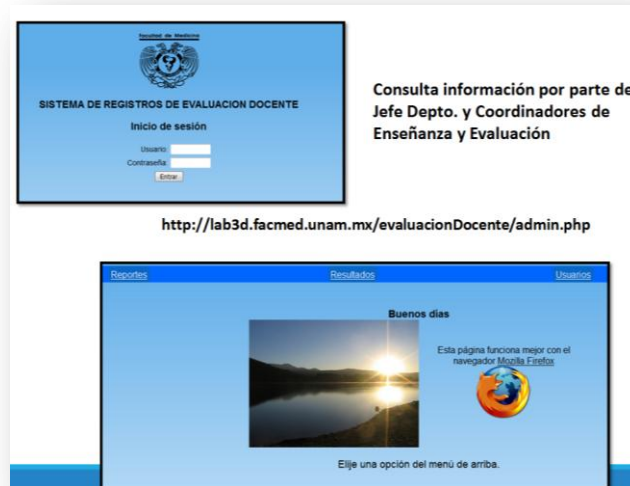 Facultad de Medicina
SISTEMA DE REGISTROS DE EVALUACION DOCENTE
Inicio de sesión
Usuario:
Contraseña:
Entrar
Consulta información por parte de
Jefe Depto. y Coordinadores de
Enseñanza y Evaluación
http://lab3d.facmed.unam.mx/evaluacionDocente/admin.php
Reportes
Resultados
Usuarios
Buenos dias
Esta página funciona mejor con el
navegador Mozilla Firefox
Elije una opción del menú de arriba.